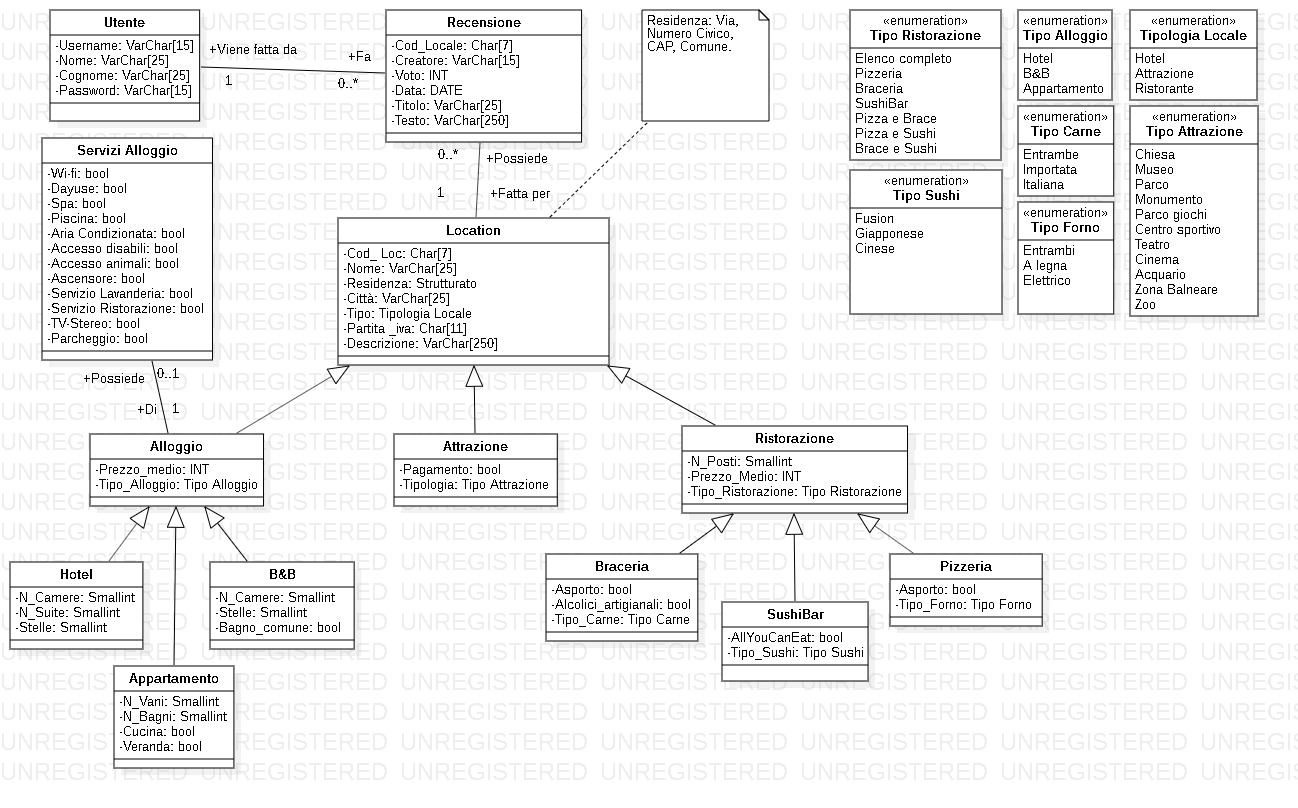 Utente
-Username: VarChar[15]
-Nome: VarChar[25]
-Cognome: VarChar[25]
-Password: VarChar[15]
+Viene fatta da
1
+Fa
0..*
Recensione
-Cod_Locale: Char[7]
-Creatore: VarChar[15]
-Voto: INT
-Data: DATE
-Titolo: VarChar[25]
-Testo: VarChar[250]
0..*
+Possiede
1
+Fatta per
Residenza: Via,
Numero Civico,
CAP, Comune.
«enumeration»
Tipo Ristorazione
Elenco completo
Pizzeria
Braceria
SushiBar
Pizza e Brace
Pizza e Sushi
Brace e Sushi
«enumeration»
Tipo Alloggio
Hotel
B&B
Appartamento
«enumeration»
Tipologia Locale
Hotel
Attrazione
Ristorante
«enumeration»
Tipo Carne
Entrambe
Importata
Italiana
«enumeration»
Tipo Attrazione
Chiesa
Museo
Parco
Monumento
Parco giochi
Centro sportivo
Teatro
Cinema
Acquario
Zona Balneare
Zoo
«enumeration»
Tipo Sushi
Fusion
Giapponese
Cinese
«enumeration»
Tipo Forno
Entrambi
A legna
Elettrico
Servizi Alloggio
-Wi-fi: bool
-Dayuse: bool
-Spa: bool
-Piscina: bool
-Aria Condizionata: bool
-Accesso disabili: bool
-Accesso animali: bool
-Ascensore: bool
-Servizio Lavanderia: bool
-Servizio Ristorazione: bool
-TV-Stereo: bool
-Parcheggio: bool
+Possiede
0..1
+Di
1
Location
-Cod_ Loc: Char[7]
-Nome: VarChar[25]
-Residenza: Strutturato
-Città: VarChar[25]
-Tipo: Tipologia Locale
-Partita _iva: Char[11]
-Descrizione: VarChar[250]
Alloggio
-Prezzo_medio: INT
-Tipo_Alloggio: Tipo Alloggio
Attrazione
-Pagamento: bool
-Tipologia: Tipo Attrazione
Ristorazione
-N_Posti: Smallint
-Prezzo_Medio: INT
-Tipo_Ristorazione: Tipo Ristorazione
Hotel
-N_Camere: Smallint
-N_Suite: Smallint
-Stelle: Smallint
B&B
-N_Camere: Smallint
-Stelle: Smallint
-Bagno_comune: bool
Appartamento
-N_Vani: Smallint
-N_Bagni: Smallint
-Cucina: bool
-Veranda: bool
Braceria
-Asporto: bool
-Alcolici_artigianali: bool
-Tipo_Carne: Tipo Carne
SushiBar
-AllYouCanEat: bool
-Tipo_Sushi: Tipo Sushi
Pizzeria
-Asporto: bool
-Tipo_Forno: Tipo Forno
UNREGISTERED